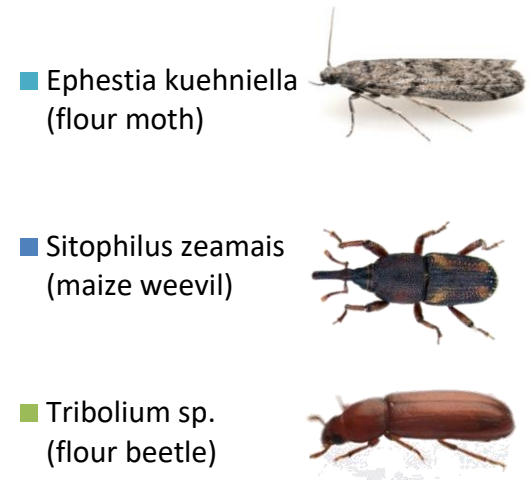 Ephestia kuehniella
(flour moth)
Sitophilus zeamais
(maize weevil)
Tribolium sp.
(flour beetle)